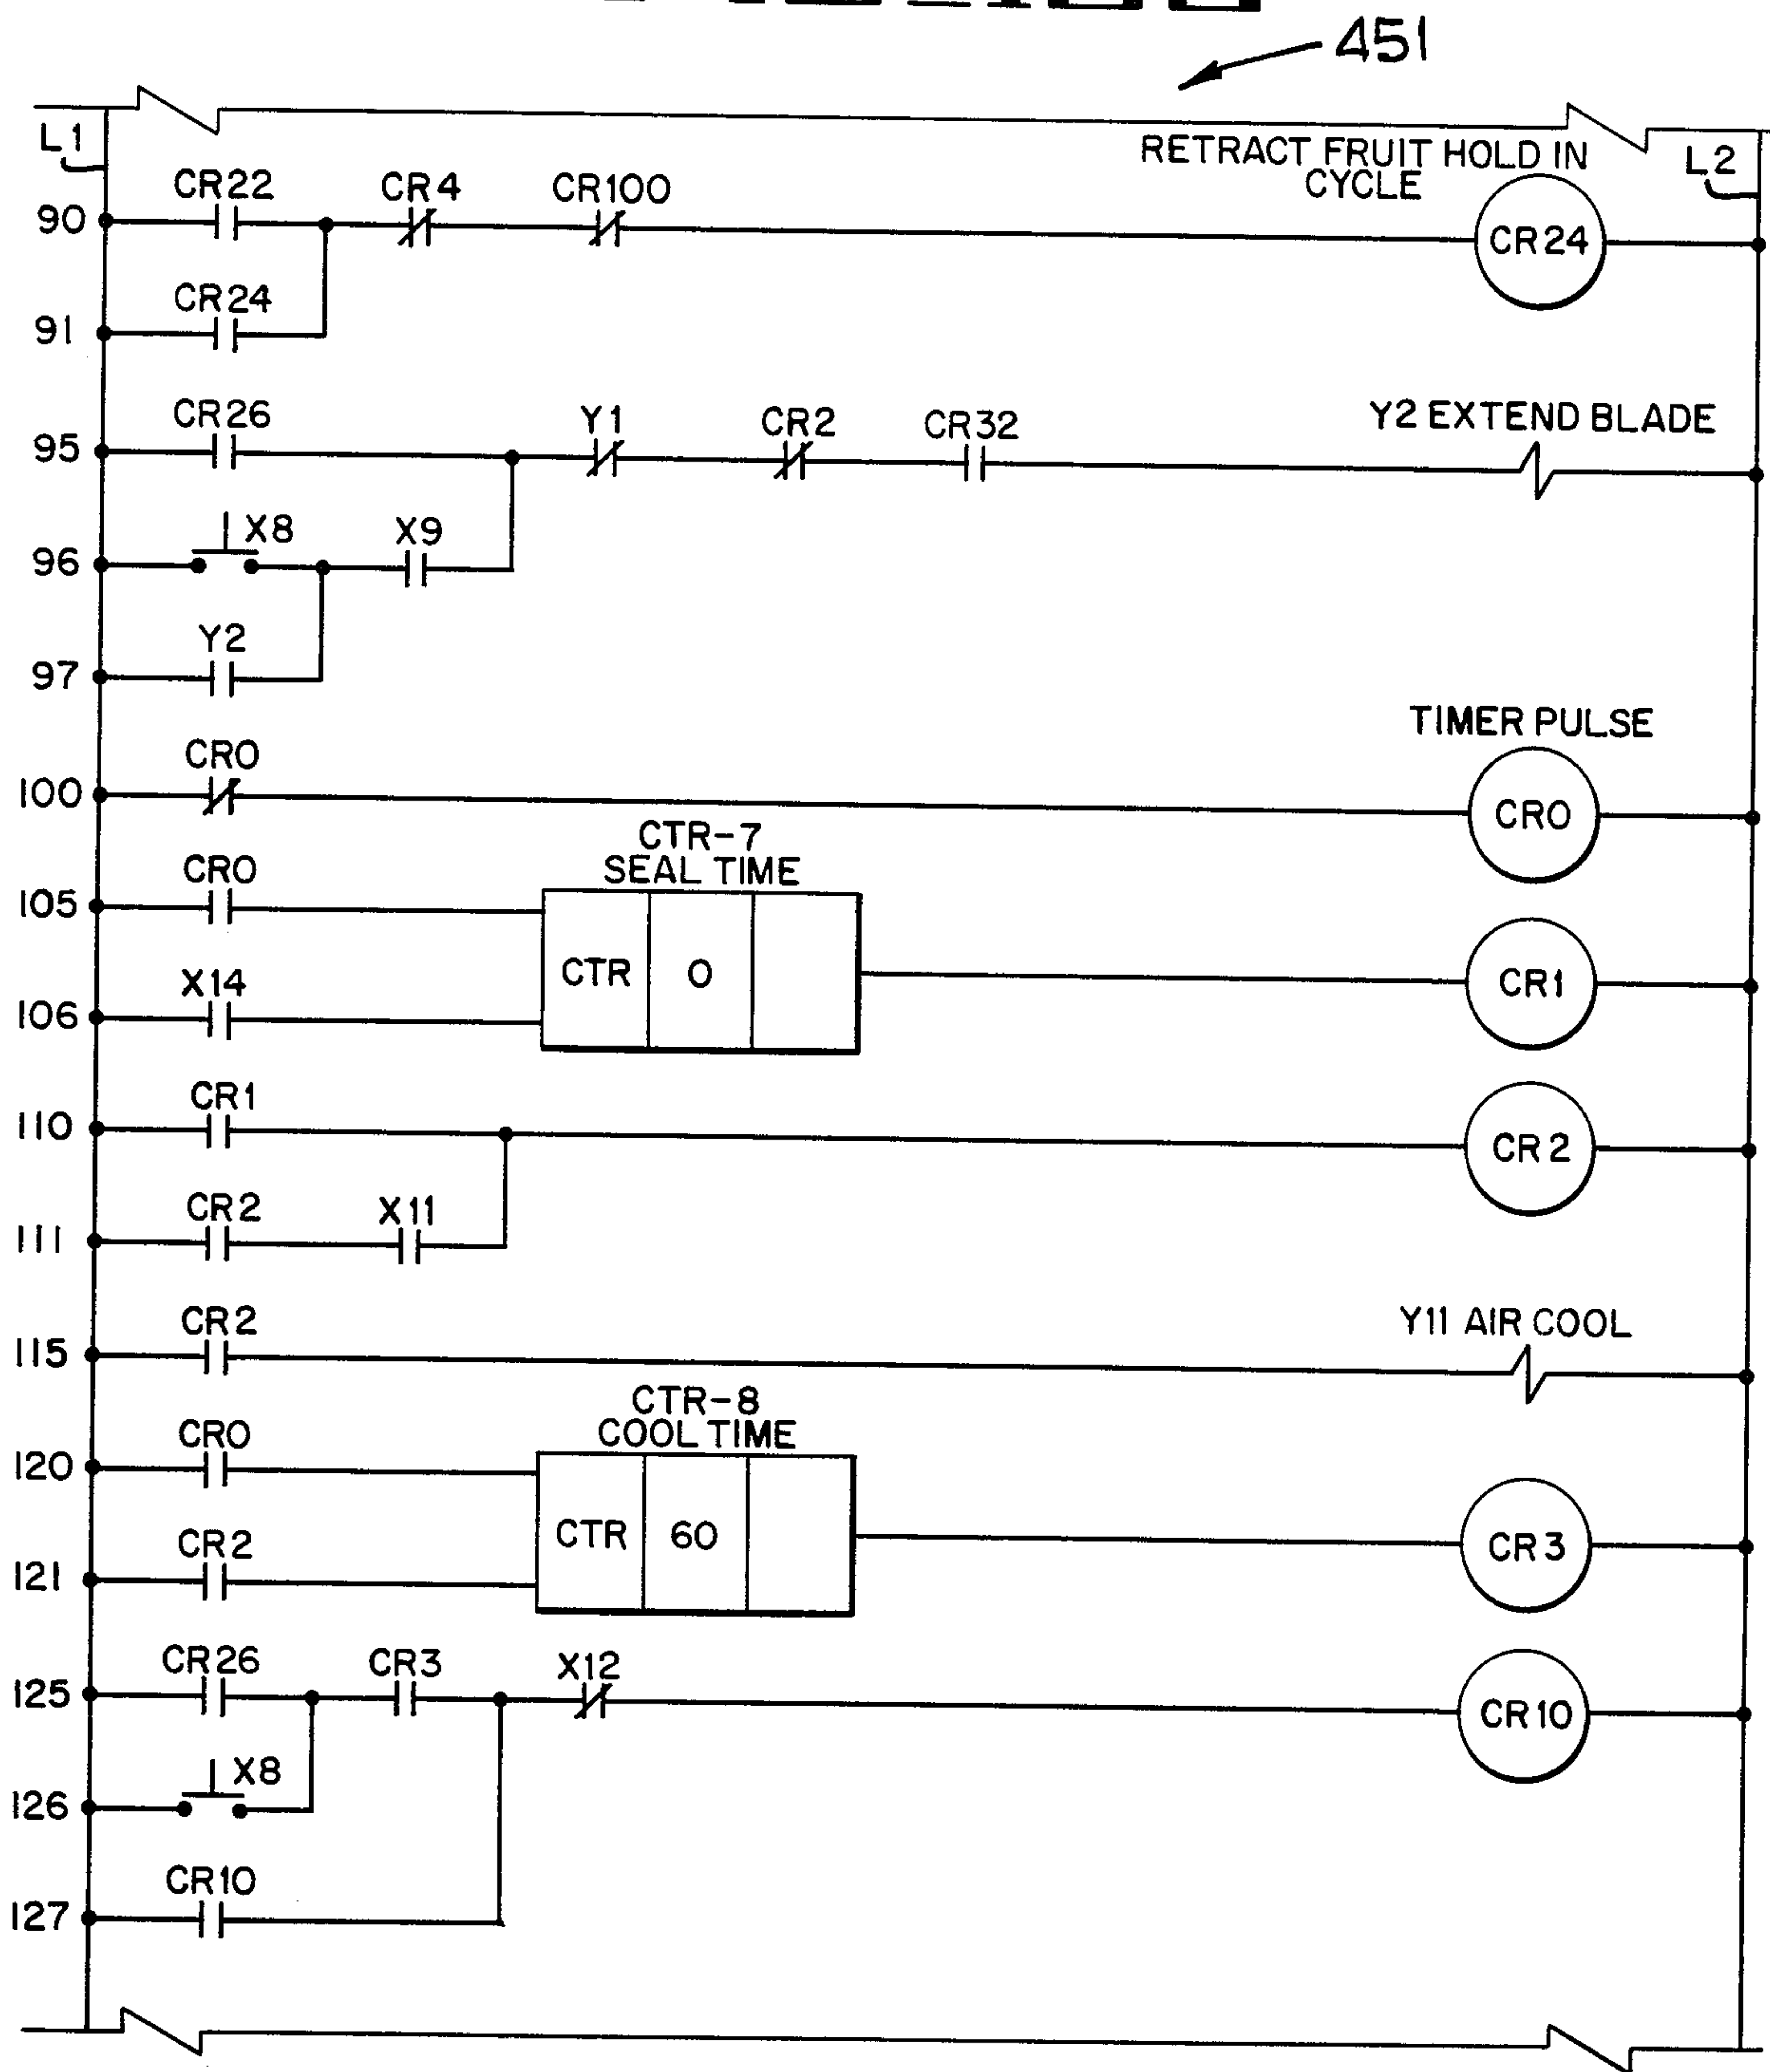 451
L1
RETRACT FRUIT HOLD IN
CYCLE
L2
CR22 CR4 CR100
90
CR24
CR24
91
CR26 Y1 CR2 CR32 Y2 EXTEND BLADE
95
X8 X9
96
Y2
97
TIMER PULSE
CR0
100
CR0
CTR-7
SEAL TIME
CR0
105
CTR 0
CR1
X14
106
CR1
110
CR2
CR2 X11
111
CR2 Y11 AIR COOL
115
CTR-8
COOL TIME
CR0
120
CTR 60
CR3
CR2
121
CR26 CR3 X12
125
CR10
X8
126
CR10
127